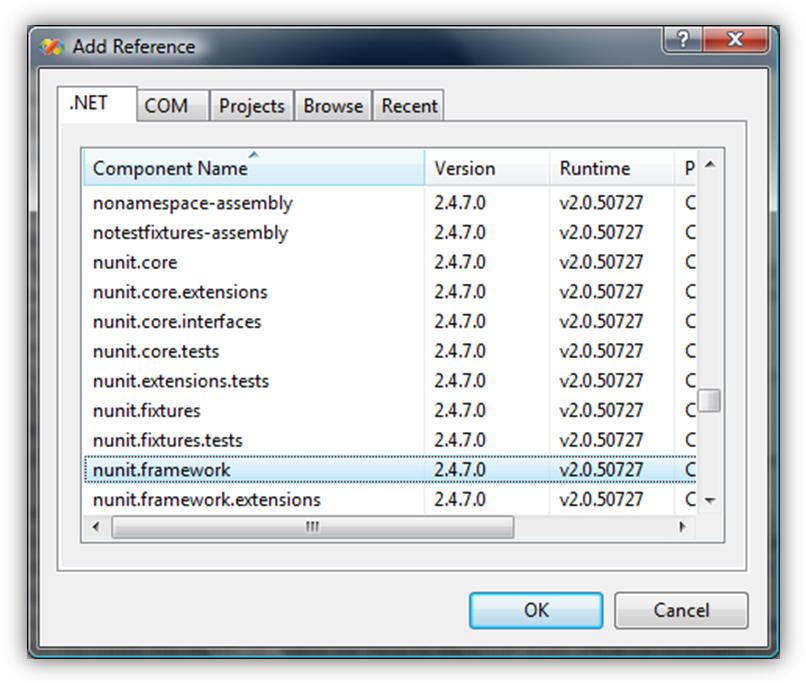 Add Reference
.NET COM Projects Browse Recent
Component Name Version Runtime P
nonamespace-assembly 2.4.7.0 v2.0.50727 C
notestfixtures-assembly 2.4.7.0 v2.0.50727 C
nunit.core 2.4.7.0 v2.0.50727 C
nunit.core.extensions 2.4.7.0 v2.0.50727 C
nunit.core.interfaces 2.4.7.0 v2.0.50727 C
nunit.core.tests 2.4.7.0 v2.0.50727 C
nunit.extensions.tests 2.4.7.0 v2.0.50727 C
nunit.fixtures 2.4.7.0 v2.0.50727 C
nunit.fixtures.tests 2.4.7.0 v2.0.50727 C
nunit.framework 2.4.7.0 v2.0.50727 C
nunit.framework.extensions 2.4.7.0 v2.0.50727 C
OK Cancel